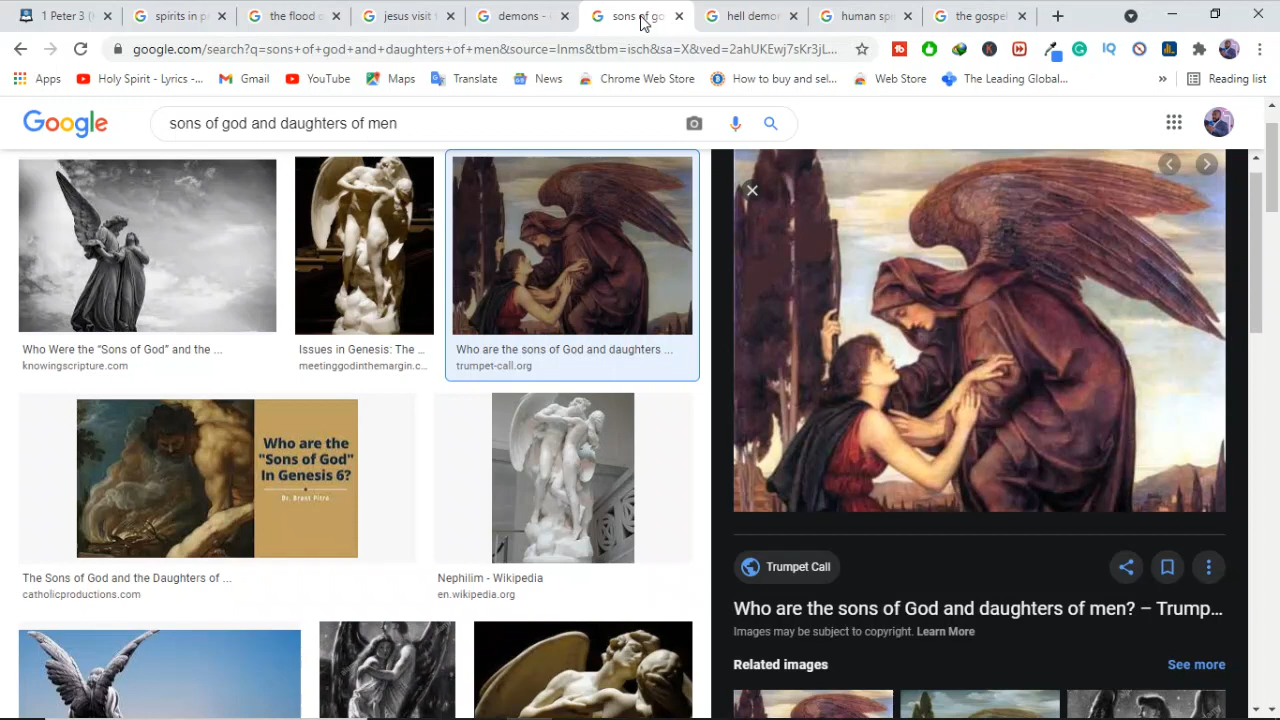 1 Peter 3 (
spirits in p
the flood o
jesus visit
demons -
sons of go
hell demo
human spi
the gospel
google.com/search?q=sons+of+god+and+daughters+of+men&source=lnms&tbm=isch&sa=X&ved=2ahUKEwj7sKr3jL...
Apps
Holy Spirit - Lyrics -...
Gmail
YouTube
Maps
Translate
News
Chrome Web Store
How to buy and sel...
Web Store
The Leading Global...
»
Reading list
Google
sons of god and daughters of men
Who Were the “Sons of God” and the ...
knowingscripture.com
Issues in Genesis: The ...
meetinggodinthemargin.c...
Who are the sons of God and daughters ...
trumpet-call.org
Who are the
"Sons of God"
In Genesis 6?
Dr. Brant Pitre
The Sons of God and the Daughters of ...
catholicproductions.com
Nephilim - Wikipedia
en.wikipedia.org
Trumpet Call
Who are the sons of God and daughters of men? – Trump...
Images may be subject to copyright. Learn More
Related images
See more